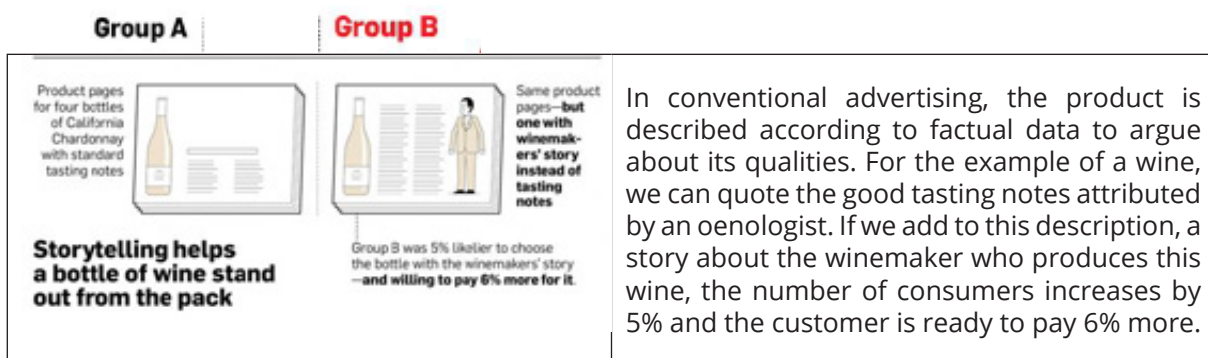 Group A
Group B
Product pages
for four bottles
of California
Chardonnay
with standard
tasting notes
Same product
pages—but
one with
winemak-
ers' story
instead of
tasting
notes
Storytelling helps
a bottle of wine stand
out from the pack
Group B was 5% likelier to choose
the bottle with the winemakers' story
—and willing to pay 6% more for it.
In conventional advertising, the product is
described according to factual data to argue
about its qualities. For the example of a wine,
we can quote the good tasting notes attributed
by an oenologist. If we add to this description, a
story about the winemaker who produces this
wine, the number of consumers increases by
5% and the customer is ready to pay 6% more.